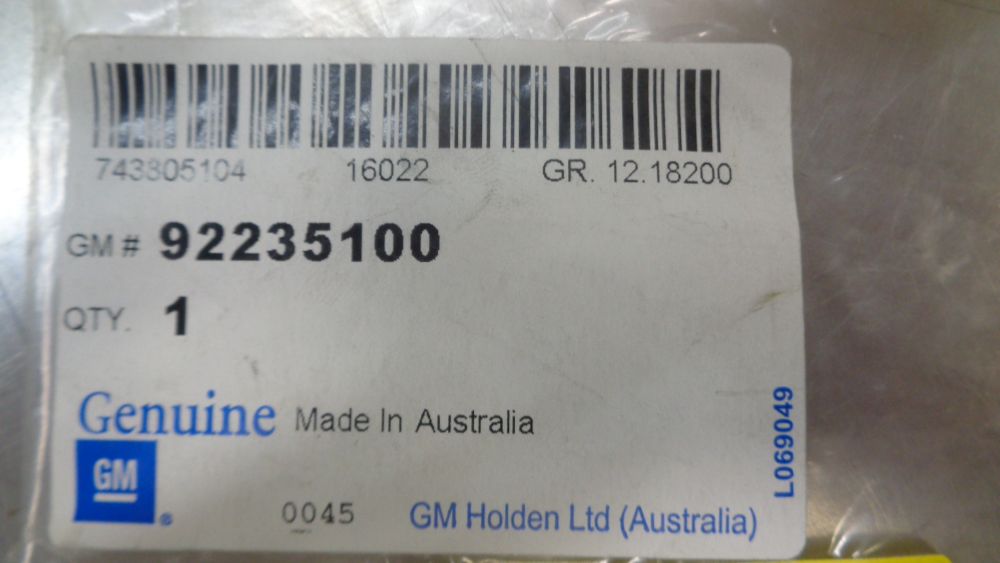 743805104 16022 GR. 12.18200
GM # 92235100
QTY. 1
Genuine Made In Australia
GM ®
0045 GM Holden Ltd (Australia)
L069049